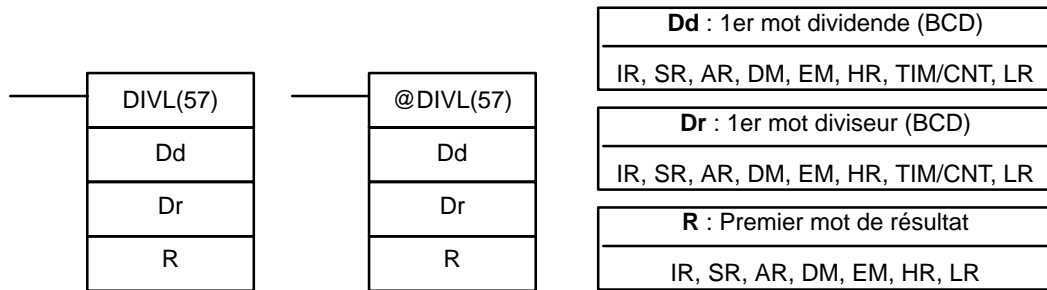 DIVL(57)
Dd
Dr
R
@DIVL(57)
Dd
Dr
R
Dd : 1er mot dividende (BCD)
IR, SR, AR, DM, EM, HR, TIM/CNT, LR
Dr : 1er mot diviseur (BCD)
IR, SR, AR, DM, EM, HR, TIM/CNT, LR
R : Premier mot de résultat
IR, SR, AR, DM, EM, HR, LR